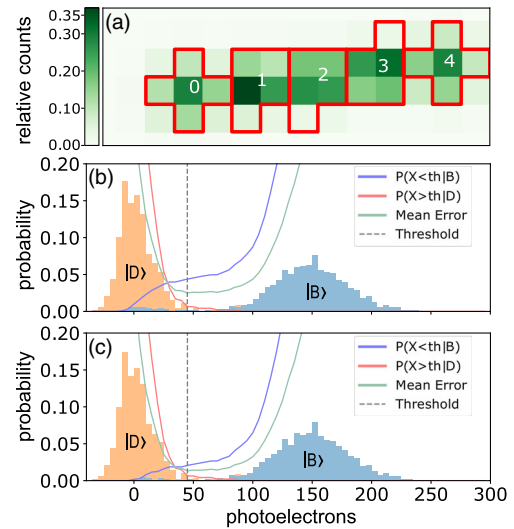 (a)
relative counts
0.35
0.20
0.10
0.00
0
1
2
3
4
(b)
probability
0.20
0.15
0.10
0.05
0.00
|D⟩
|B⟩
P(X<th|B)
P(X>th|D)
Mean Error
Threshold
(c)
probability
0.20
0.15
0.10
0.05
0.00
|D⟩
|B⟩
P(X<th|B)
P(X>th|D)
Mean Error
Threshold
0 50 100 150 200 250 300
photoelectrons